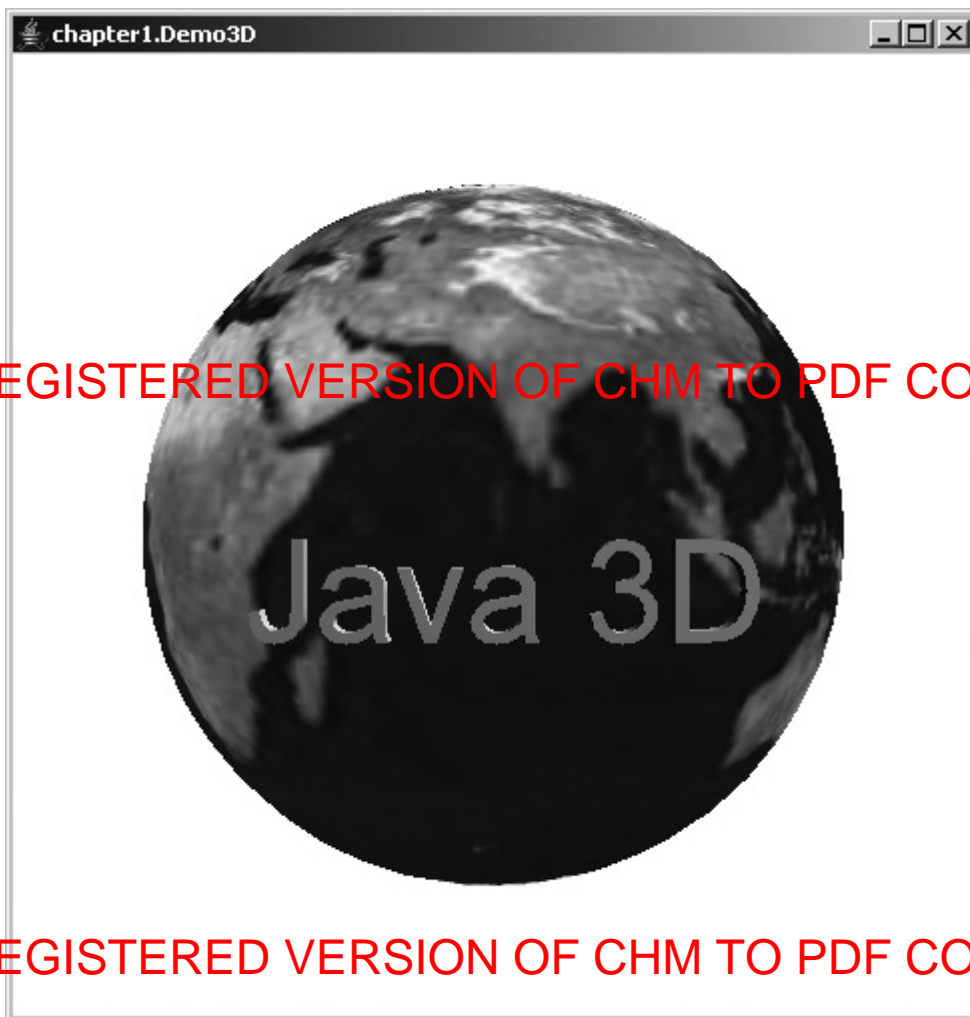 chapter1.Demo3D
EGISTERED VERSION OF CHM TO PDF CO
Java 3D
EGISTERED VERSION OF CHM TO PDF CO